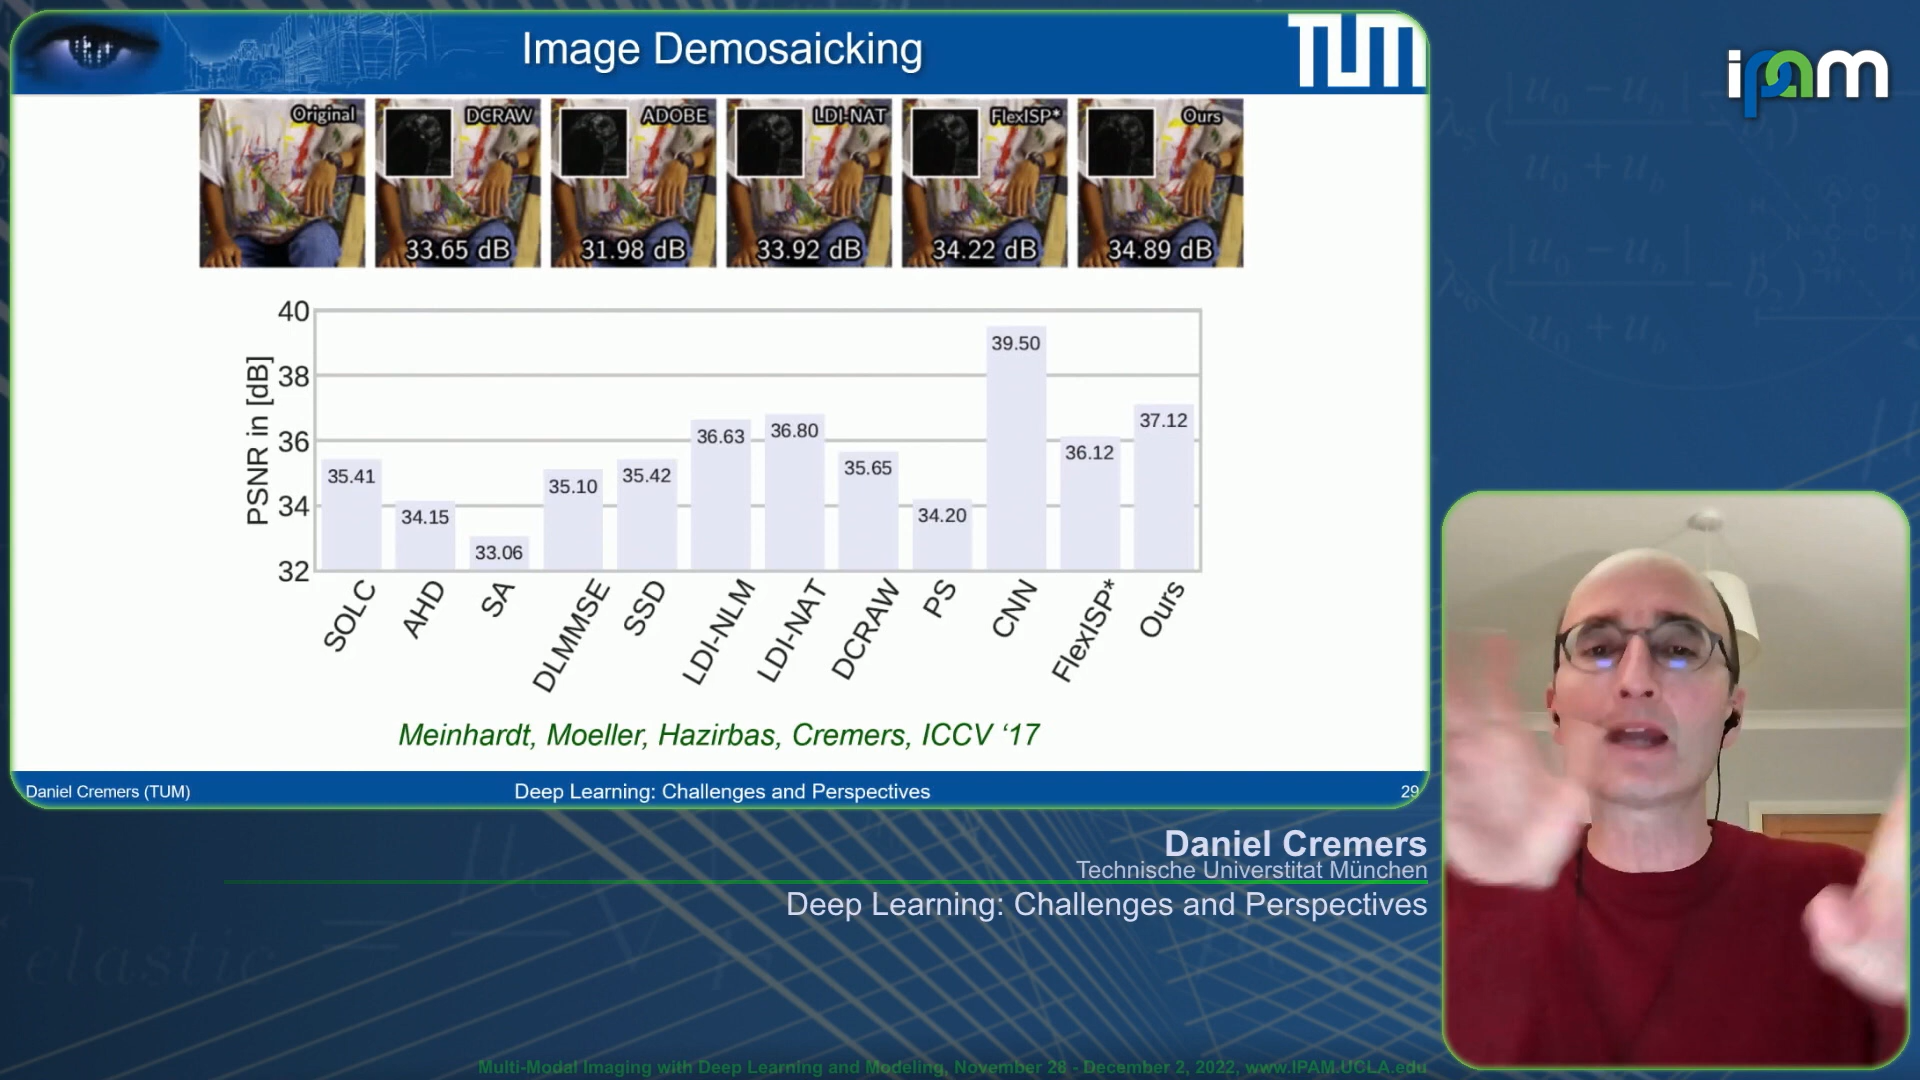 Image Demosaicking
TUM
ipam
Original
DCRAW
ADOBE
LDI-NAT
FlexISP*
Ours
33.65 dB
31.98 dB
33.92 dB
34.22 dB
34.89 dB
PSNR in [dB]
40
38
36
34
32
35.41
34.15
33.06
35.10
35.42
36.63
36.80
35.65
34.20
39.50
36.12
37.12
SOLC
AHD
SA
DLMMSE
SSD
LDI-NLM
LDI-NAT
DCRAW
PS
CNN
FlexISP*
Ours
Meinhardt, Moeller, Hazirbas, Cremers, ICCV ‘17
Daniel Cremers (TUM)
Deep Learning: Challenges and Perspectives
29
Daniel Cremers
Technische Universtitat München
Deep Learning: Challenges and Perspectives
elastic
Multi-Modal Imaging with Deep Learning and Modeling, November 28 - December 2, 2022, www.IPAM.UCLA.edu